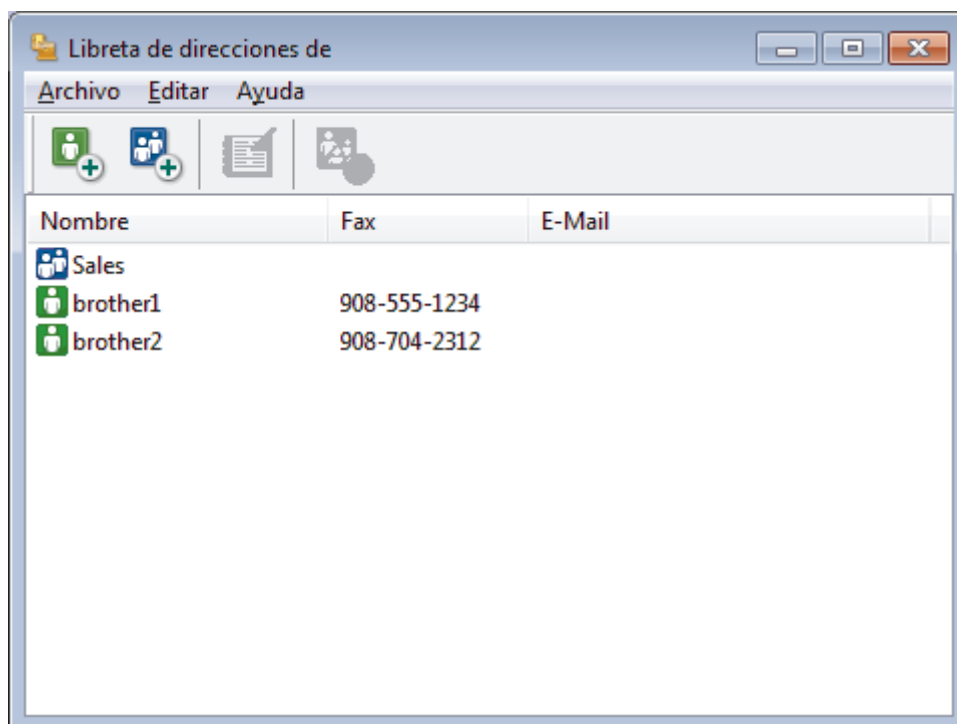 Libreta de direcciones de
Archivo Editar Ayuda
Nombre Fax E-Mail
Sales
brother1 908-555-1234
brother2 908-704-2312